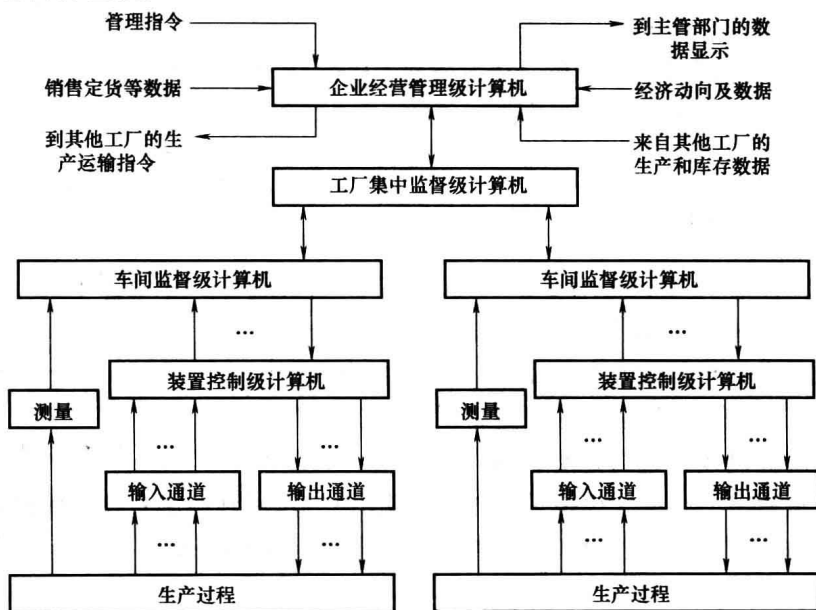 管理指令
到主管部门的数
据显示
销售定货等数据
企业经营管理级计算机
经济动向及数据
到其他工厂的生
产运输指令
来自其他工厂的
生产和库存数据
工厂集中监督级计算机
车间监督级计算机
车间监督级计算机
...
...
装置控制级计算机
装置控制级计算机
测量
测量
...
...
...
...
输入通道
输出通道
输入通道
输出通道
...
...
...
...
生产过程
生产过程